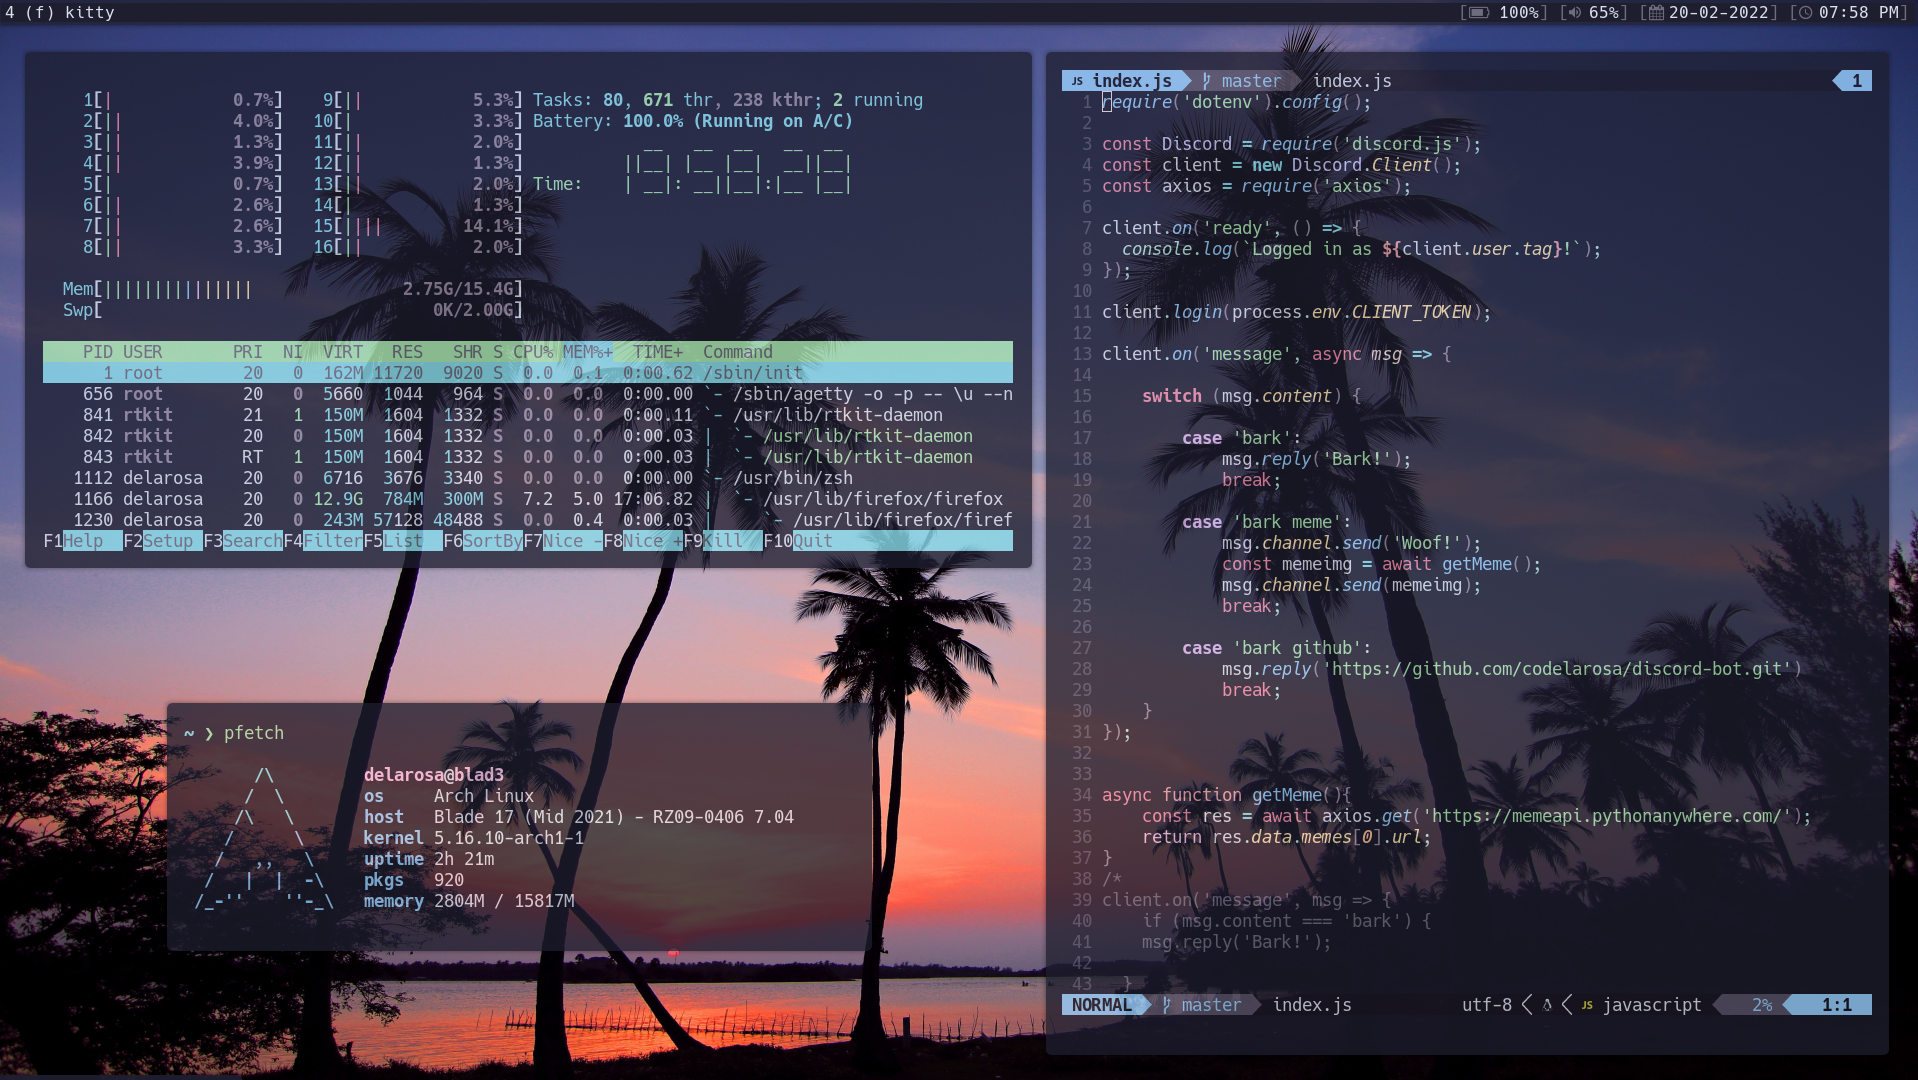 4 (f) kitty
[100%] [65%] [20-02-2022] [07:58 PM]
1[| 0.7%] 9[|| 5.3%] Tasks: 80, 671 thr, 238 kthr; 2 running
2[|| 4.0%] 10[| 3.3%] Battery: 100.0% (Running on A/C)
3[|| 1.3%] 11[|| 2.0%]
4[|| 3.9%] 12[|| 1.3%]
5[| 0.7%] 13[|| 2.0%] Time: 
6[|| 2.6%] 14[| 1.3%]
7[|| 2.6%] 15[|||| 14.1%]
8[|| 3.3%] 16[|| 2.0%]
Mem[||||||||||||||| 2.75G/15.4G]
Swp[ 0K/2.00G]
PID USER PRI NI VIRT RES SHR S CPU% MEM%+ TIME+ Command
1 root 20 0 162M 11720 9020 S 0.0 0.1 0:00.62 /sbin/init
656 root 20 0 5660 1044 964 S 0.0 0.0 0:00.00 `- /sbin/agetty -o -p -- \u --n
841 rtkit 21 1 150M 1604 1332 S 0.0 0.0 0:00.11 `- /usr/lib/rtkit-daemon
842 rtkit 20 0 150M 1604 1332 S 0.0 0.0 0:00.03 | `- /usr/lib/rtkit-daemon
843 rtkit RT 1 150M 1604 1332 S 0.0 0.0 0:00.03 | `- /usr/lib/rtkit-daemon
1112 delarosa 20 0 6716 3676 3340 S 0.0 0.0 0:00.00 `- /usr/bin/zsh
1166 delarosa 20 0 12.9G 784M 300M S 7.2 5.0 17:06.82 | `- /usr/lib/firefox/firefox
1230 delarosa 20 0 243M 57128 48488 S 0.0 0.4 0:00.03 | `- /usr/lib/firefox/firef
F1Help F2Setup F3SearchF4FilterF5List F6SortByF7Nice -F8Nice +F9Kill F10Quit
~ ❯ pfetch
delarosa@blad3
os Arch Linux
host Blade 17 (Mid 2021) - RZ09-0406 7.04
kernel 5.16.10-arch1-1
uptime 2h 21m
pkgs 920
memory 2804M / 15817M
JS index.js master index.js 1
1 require('dotenv').config();
2
3 const Discord = require('discord.js');
4 const client = new Discord.Client();
5 const axios = require('axios');
6
7 client.on('ready', () => {
8 console.log(`Logged in as ${client.user.tag}!`);
9 });
10
11 client.login(process.env.CLIENT_TOKEN);
12
13 client.on('message', async msg => {
14
15 switch (msg.content) {
16
17 case 'bark':
18 msg.reply('Bark!');
19 break;
20
21 case 'bark meme':
22 msg.channel.send('Woof!');
23 const memeimg = await getMeme();
24 msg.channel.send(memeimg);
25 break;
26
27 case 'bark github':
28 msg.reply('https://github.com/codelarosa/discord-bot.git')
29 break;
30 }
31 });
32
33
34 async function getMeme(){
35 const res = await axios.get('https://memeapi.pythonanywhere.com/');
36 return res.data.memes[0].url;
37 }
38 /*
39 client.on('message', msg => {
40 if (msg.content === 'bark') {
41 msg.reply('Bark!');
42
43 }
NORMAL master index.js utf-8 JS javascript 2% 1:1